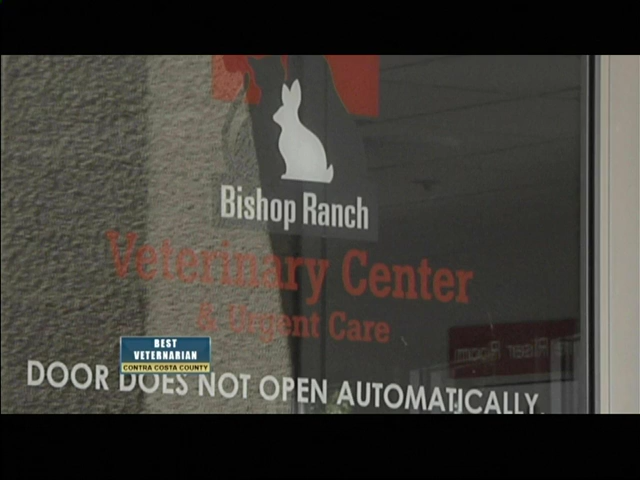 Bishop Ranch
Veterinary Center
& Urgent Care
BEST
VETERNARIAN
CONTRA COSTA COUNTY
DOOR DOES NOT OPEN AUTOMATICALLY.